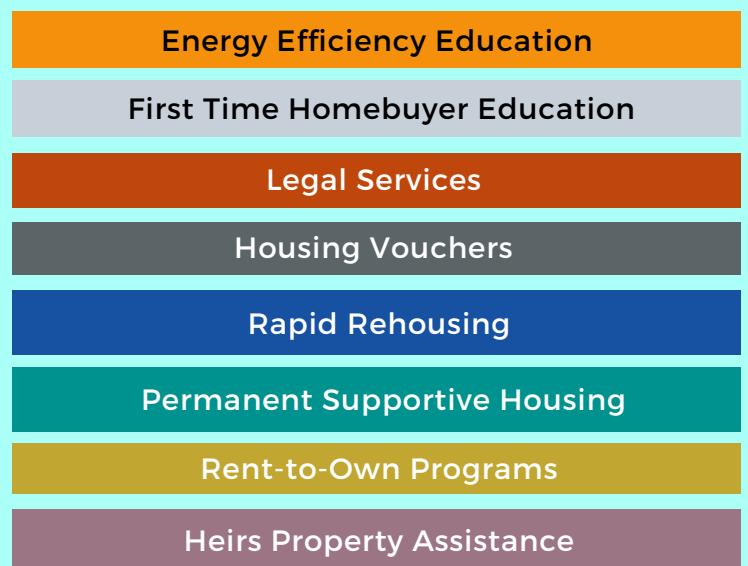 Energy Efficiency Education
First Time Homebuyer Education
Legal Services
Housing Vouchers
Rapid Rehousing
Permanent Supportive Housing
Rent-to-Own Programs
Heirs Property Assistance